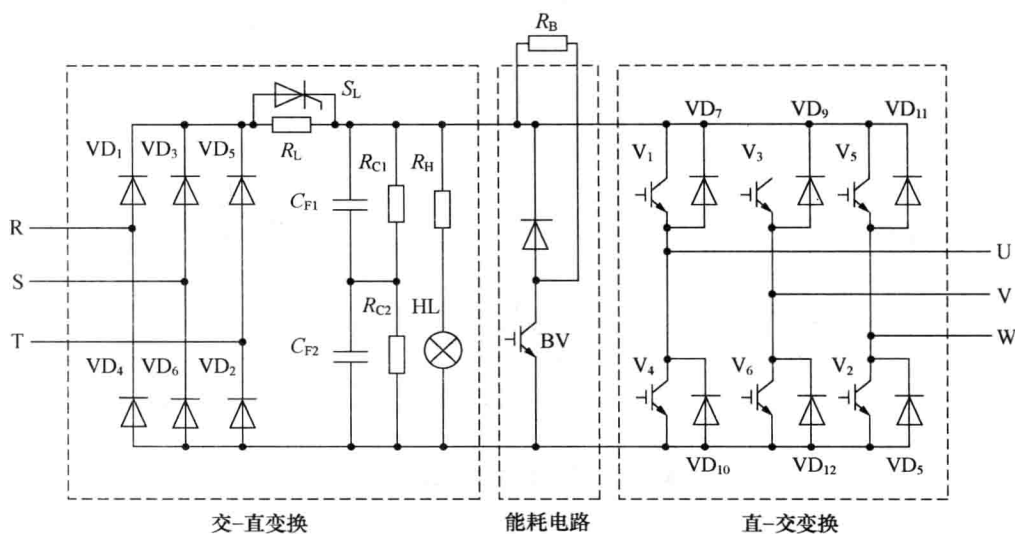 R_B
S_L
R_L
VD₁ VD₃ VD₅
R_C1 R_H
C_F1
R
S
T
R_C2 HL
C_F2
VD₄ VD₆ VD₂
BV
VD₇ VD₉ VD₁₁
V₁ V₃ V₅
U
V
W
V₄ V₆ V₂
VD₁₀ VD₁₂ VD₅
交-直变换
能耗电路
直-交变换